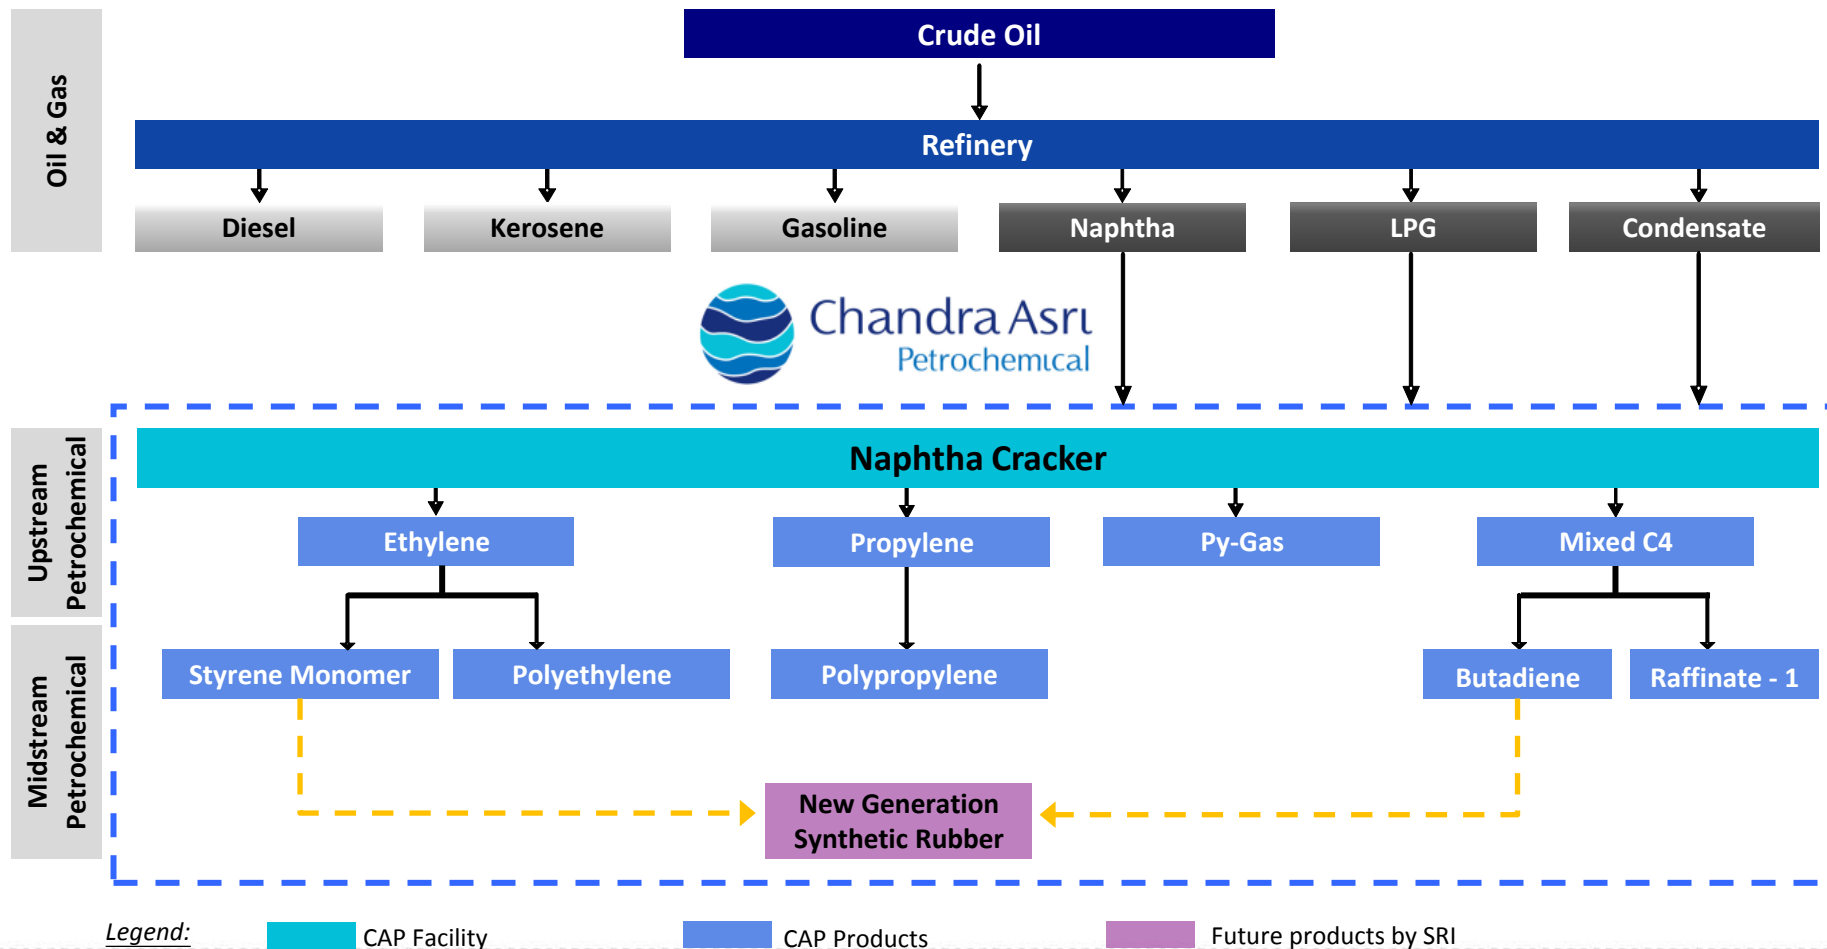 Oil & Gas
Crude Oil
Refinery
Diesel
Kerosene
Gasoline
Naphtha
LPG
Condensate
Chandra Asri
Petrochemical
Upstream
Petrochemical
Naphtha Cracker
Ethylene
Propylene
Py-Gas
Mixed C4
Midstream
Petrochemical
Styrene Monomer
Polyethylene
Polypropylene
Butadiene
Raffinate - 1
New Generation
Synthetic Rubber
Legend:
CAP Facility
CAP Products
Future products by SRI